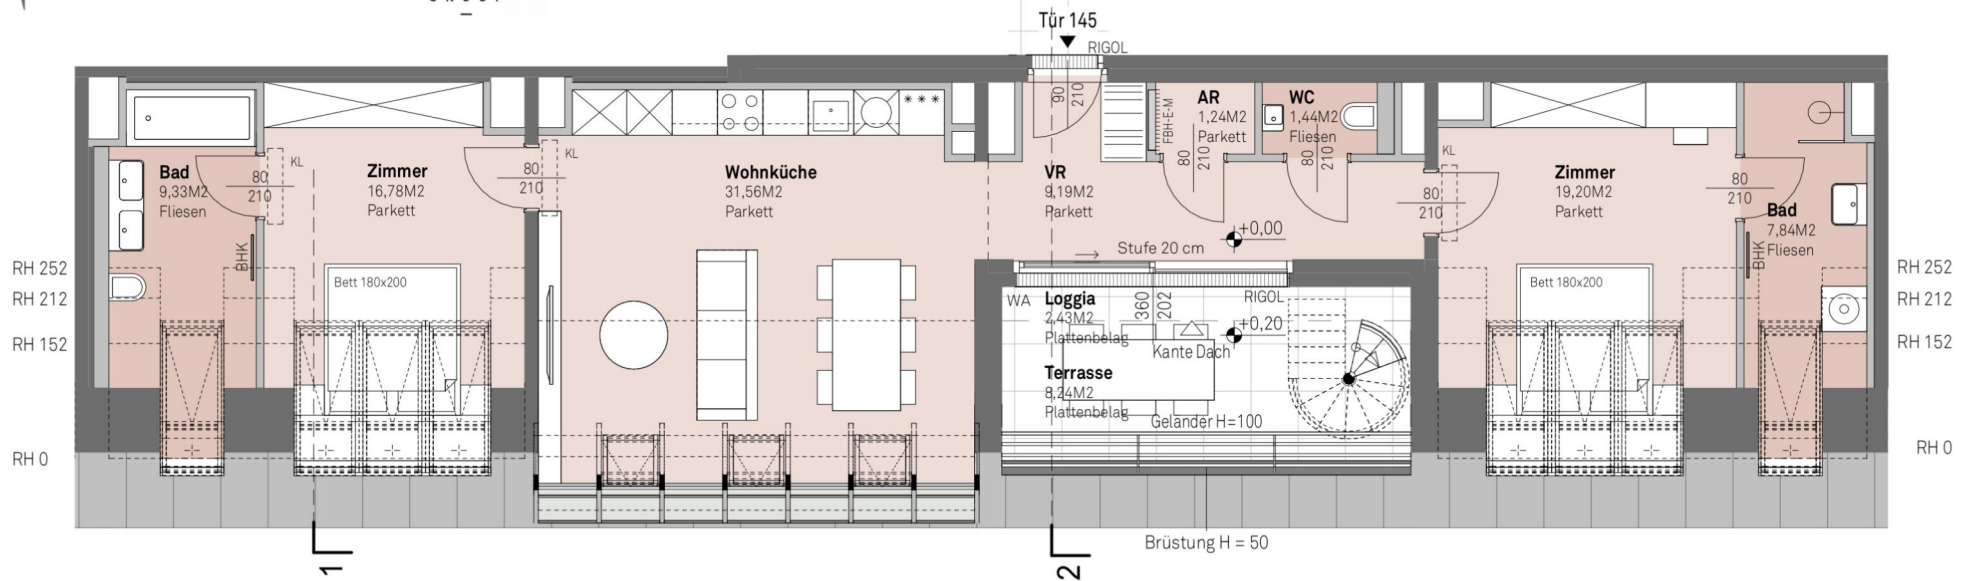 Tür 145
RIGOL
90
210
FBH-E-M
AR
1,24M2
Parkett
80
210
WC
1,44M2
Fliesen
80
210
***
Bad
9,33M2
Fliesen
80
210
KL
BHK
Zimmer
16,78M2
Parkett
80
210
KL
Wohnküche
31,56M2
Parkett
VR
9,19M2
Parkett
+0,00
Stufe 20 cm
80
210
KL
Zimmer
19,20M2
Parkett
80
210
Bad
7,84M2
Fliesen
BHK
RH 252
RH 212
RH 152
RH 0
Bett 180x200
WA
Loggia
2,43M2
Plattenbelag
360
202
RIGOL
+0,20
Kante Dach
Terrasse
8,24M2
Plattenbelag
Geländer H=100
Bett 180x200
RH 252
RH 212
RH 152
RH 0
Brüstung H = 50
1
2